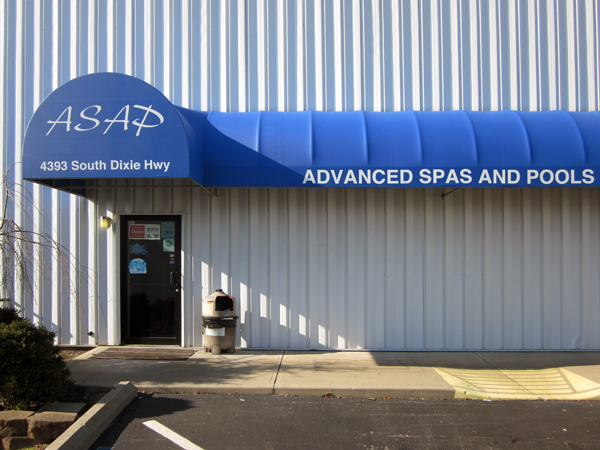 ASAP
4393 South Dixie Hwy
ADVANCED SPAS AND POOLS